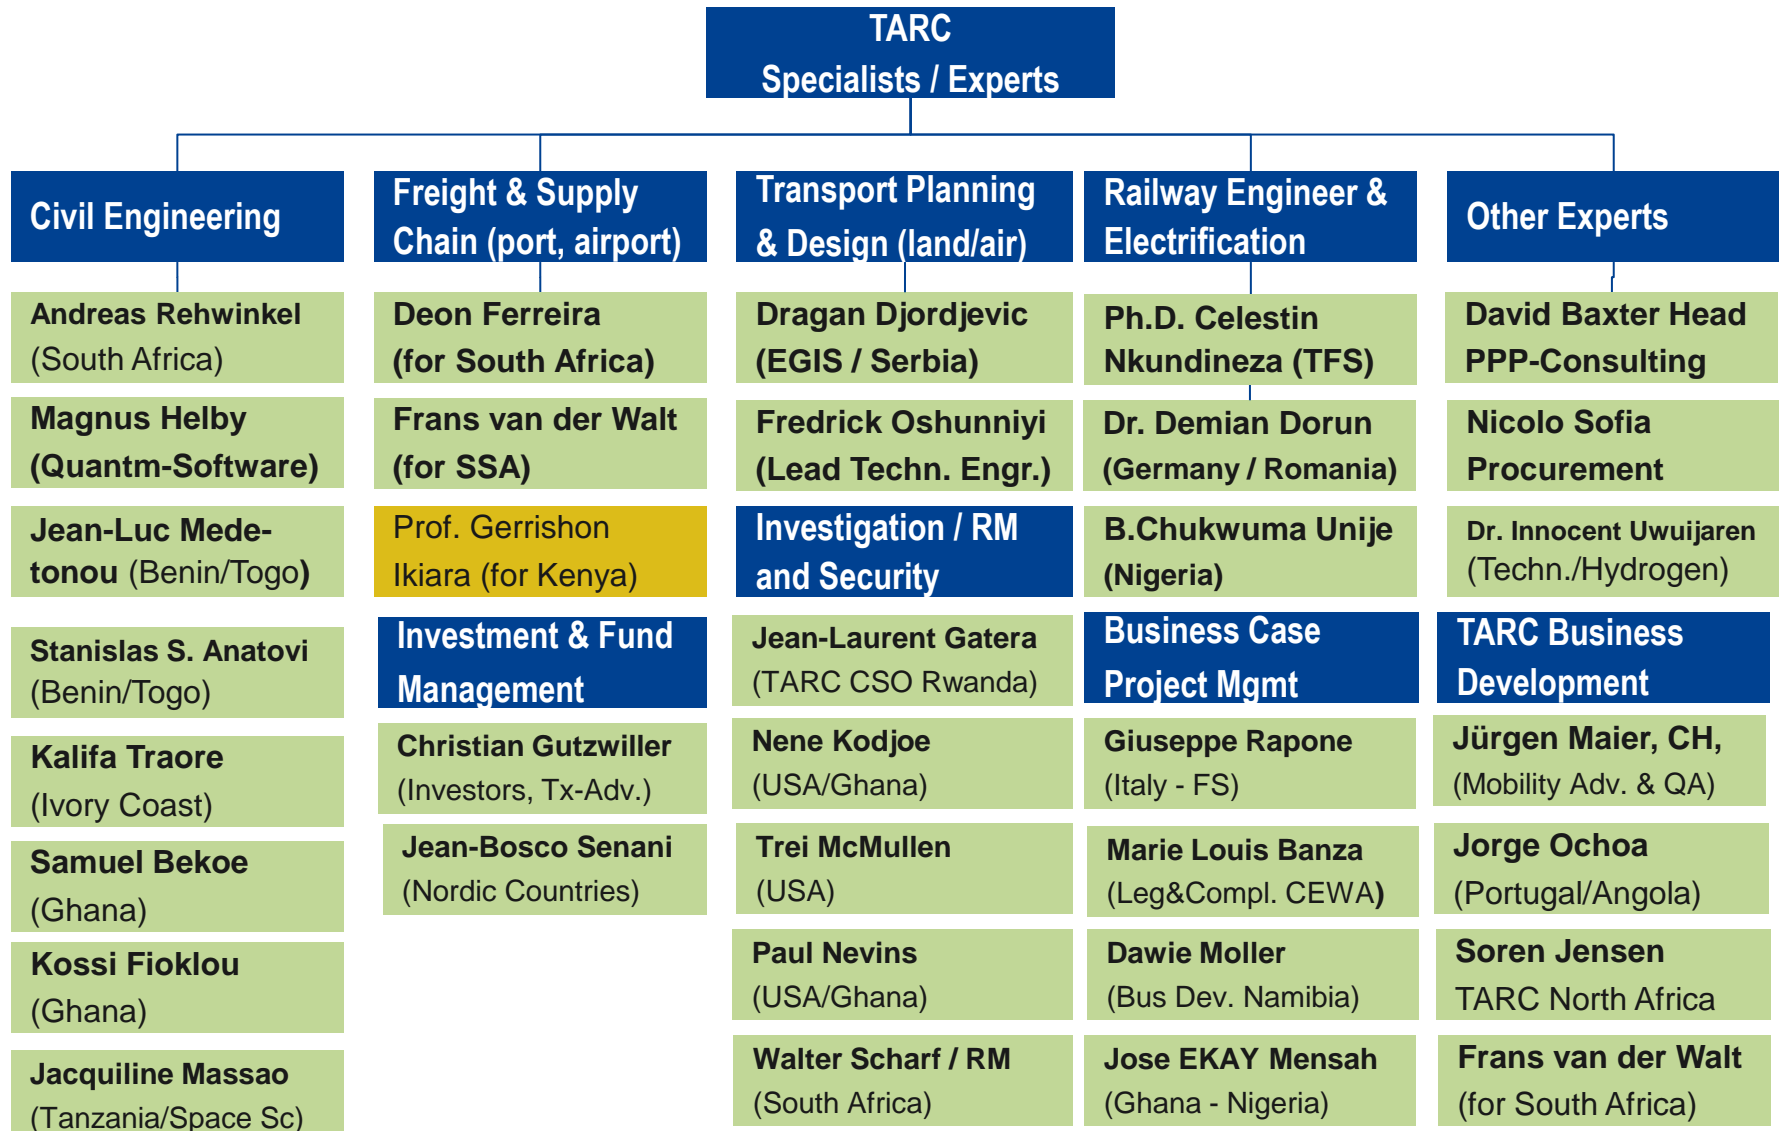 TARC
Specialists / Experts
Civil Engineering
Andreas Rehwinkel
(South Africa)
Magnus Helby
(Quantm-Software)
Jean-Luc Mede-
tonou (Benin/Togo)
Stanislas S. Anatovi
(Benin/Togo)
Kalifa Traore
(Ivory Coast)
Samuel Bekoe
(Ghana)
Kossi Fioklou
(Ghana)
Jacquiline Massao
(Tanzania/Space Sc)
Freight & Supply
Chain (port, airport)
Deon Ferreira
(for South Africa)
Frans van der Walt
(for SSA)
Prof. Gerrishon
Ikiara (for Kenya)
Investment & Fund
Management
Christian Gutzwiller
(Investors, Tx-Adv.)
Jean-Bosco Senani
(Nordic Countries)
Transport Planning
& Design (land/air)
Dragan Djordjevic
(EGIS / Serbia)
Fredrick Oshunniyi
(Lead Techn. Engr.)
Investigation / RM
and Security
Jean-Laurent Gatera
(TARC CSO Rwanda)
Nene Kodjoe
(USA/Ghana)
Trei McMullen
(USA)
Paul Nevins
(USA/Ghana)
Walter Scharf / RM
(South Africa)
Railway Engineer &
Electrification
Ph.D. Celestin
Nkundineza (TFS)
Dr. Demian Dorun
(Germany / Romania)
B.Chukwuma Unije
(Nigeria)
Business Case
Project Mgmt
Giuseppe Rapone
(Italy - FS)
Marie Louis Banza
(Leg&Compl. CEWA)
Dawie Moller
(Bus Dev. Namibia)
Jose EKAY Mensah
(Ghana - Nigeria)
Other Experts
David Baxter Head
PPP-Consulting
Nicolo Sofia
Procurement
Dr. Innocent Uwuijaren
(Techn./Hydrogen)
TARC Business
Development
Jürgen Maier, CH,
(Mobility Adv. & QA)
Jorge Ochoa
(Portugal/Angola)
Soren Jensen
TARC North Africa
Frans van der Walt
(for South Africa)